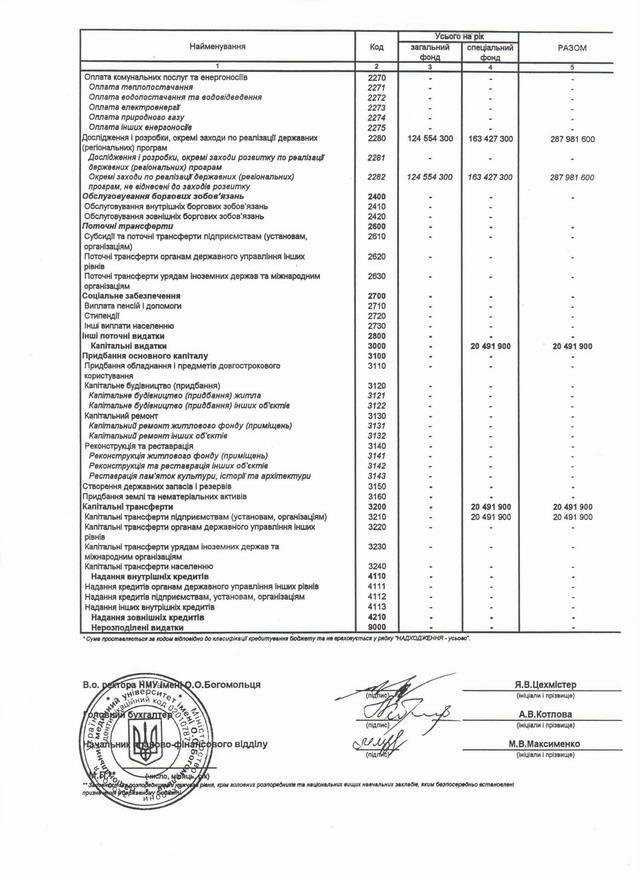 Найменування Код Усього на рік РАЗОМ
загальний фонд спеціальний фонд
1 2 3 4 5
Оплата комунальних послуг та енергоносіїв 2270 - - -
Оплата теплопостачання 2271 - - -
Оплата водопостачання та водовідведення 2272 - - -
Оплата електроенергії 2273 - - -
Оплата природного газу 2274 - - -
Оплата інших енергоносіїв 2275 - - -
Дослідження і розробки, окремі заходи по реалізації державних 2280 124 554 300 163 427 300 287 981 600
(регіональних) програм
Дослідження і розробки, окремі заходи розвитку по реалізації 2281 - - -
державних (регіональних) програм
Окремі заходи по реалізації державних (регіональних) 2282 124 554 300 163 427 300 287 981 600
програм, не віднесені до заходів розвитку
Обслуговування боргових зобов'язань 2400 - - -
Обслуговування внутрішніх боргових зобов'язань 2410 - -
Обслуговування зовнішніх боргових зобов'язань 2420 - -
Поточні трансферти 2600 - - -
Субсидії та поточні трансферти підприємствам (установам, 2610 - - -
організаціям)
Поточні трансферти органам державного управління інших 2620 - - -
рівнів
Поточні трансферти урядам іноземних держав та міжнародним 2630 - - -
організаціям
Соціальне забезпечення 2700 - - -
Виплата пенсій і допомоги 2710 - - -
Стипендії 2720 - - -
Інші виплати населенню 2730 - - -
Інші поточні видатки 2800 - - -
Капітальні видатки 3000 - 20 491 900 20 491 900
Придбання основного капіталу 3100 - - -
Придбання обладнання і предметів довгострокового 3110 - - -
користування
Капітальне будівництво (придбання) 3120 - - -
Капітальне будівництво (придбання) житла 3121 - - -
Капітальне будівництво (придбання) інших об'єктів 3122 - - -
Капітальний ремонт 3130 - - -
Капітальний ремонт житлового фонду (приміщень) 3131 - - -
Капітальний ремонт інших об'єктів 3132 - - -
Реконструкція та реставрація 3140 - - -
Реконструкція житлового фонду (приміщень) 3141 - - -
Реконструкція та реставрація інших об'єктів 3142 - - -
Реставрація пам'яток культури, історії та архітектури 3143 - - -
Створення державних запасів і резервів 3150 - - -
Придбання землі та нематеріальних активів 3160 - - -
Капітальні трансферти 3200 - 20 491 900 20 491 900
Капітальні трансферти підприємствам (установам, організаціям) 3210 - 20 491 900 20 491 900
Капітальні трансферти органам державного управління інших 3220 - - -
рівнів
Капітальні трансферти урядам іноземних держав та 3230 - - -
міжнародним організаціям
Капітальні трансферти населенню 3240 - - -
Надання внутрішніх кредитів 4110 - - -
Надання кредитів органам державного управління інших рівнів 4111 - - -
Надання кредитів підприємствам, установам, організаціям 4112 - - -
Надання інших внутрішніх кредитів 4113 - - -
Надання зовнішніх кредитів 4210 - - -
Нерозподілені видатки 9000 - - -
* Сума проставляється за кодом відповідно до класифікації кредитування бюджету та не враховується у рядку "НАДХОДЖЕННЯ - усього".
В.о. ректора НМУ імені О.О.Богомольця Я.В.Цехмістер
(підпис) (ініціали і прізвище)
Головний бухгалтер А.В.Котлова
(підпис) (ініціали і прізвище)
Начальник фінансового відділу М.В.Максименко
(підпис) (ініціали і прізвище)
(число, місяць, рік)
крім головних розпорядників та національних вищих навчальних закладів, яким безпосередньо встановлені